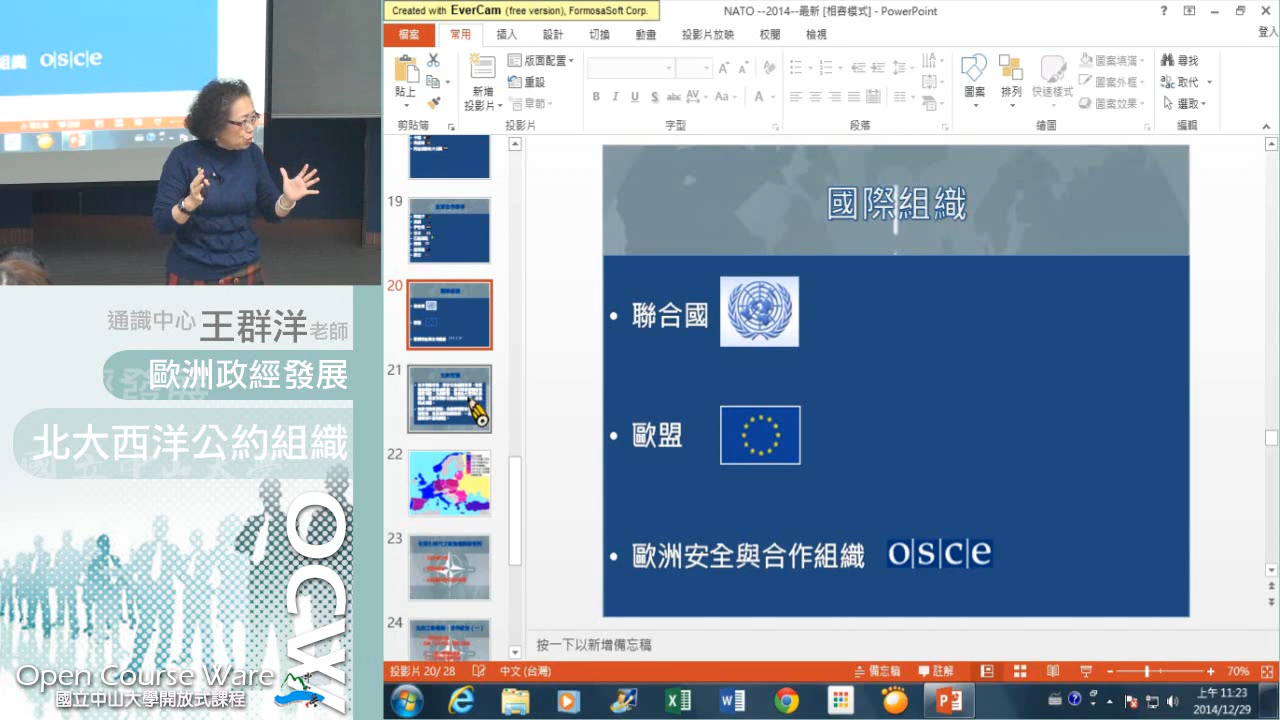 Created with EverCam (free version), FormosaSoft Corp.
NATO --2014--最新 [相容模式] - PowerPoint
檔案 常用 插入 設計 切換 動畫 投影片放映 校閱 檢視 登入
貼上
剪貼簿
新增
投影片
版面配置
重設
章節
投影片
B I U S abc AV Aa A
字型
段落
圖案
排列
快速樣式
圖案填滿
圖案外框
圖案效果
繪圖
尋找
取代
選取
編輯
19
20
21
22
23
24
國際組織
• 聯合國
• 歐盟
• 歐洲安全與合作組織 o|s|c|e
按一下以新增備忘稿
投影片 20/ 28 中文 (台灣) 備忘稿 註解 70%
上午 11:23
2014/12/29
組織 o|s|c|e
通識中心 王群洋 老師
歐洲政經發展
北大西洋公約組織
OCW
Open Course Ware
國立中山大學開放式課程